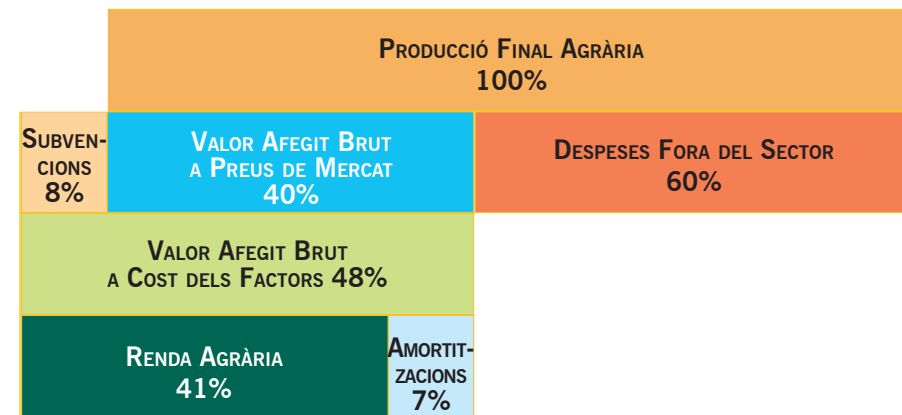 Producció Final Agrària
100%
Subven-
cions
8%
Valor Afegit Brut
a Preus de Mercat
40%
Despeses Fora del Sector
60%
Valor Afegit Brut
a Cost dels Factors 48%
Renda Agrària
41%
Amortit-
zacions
7%